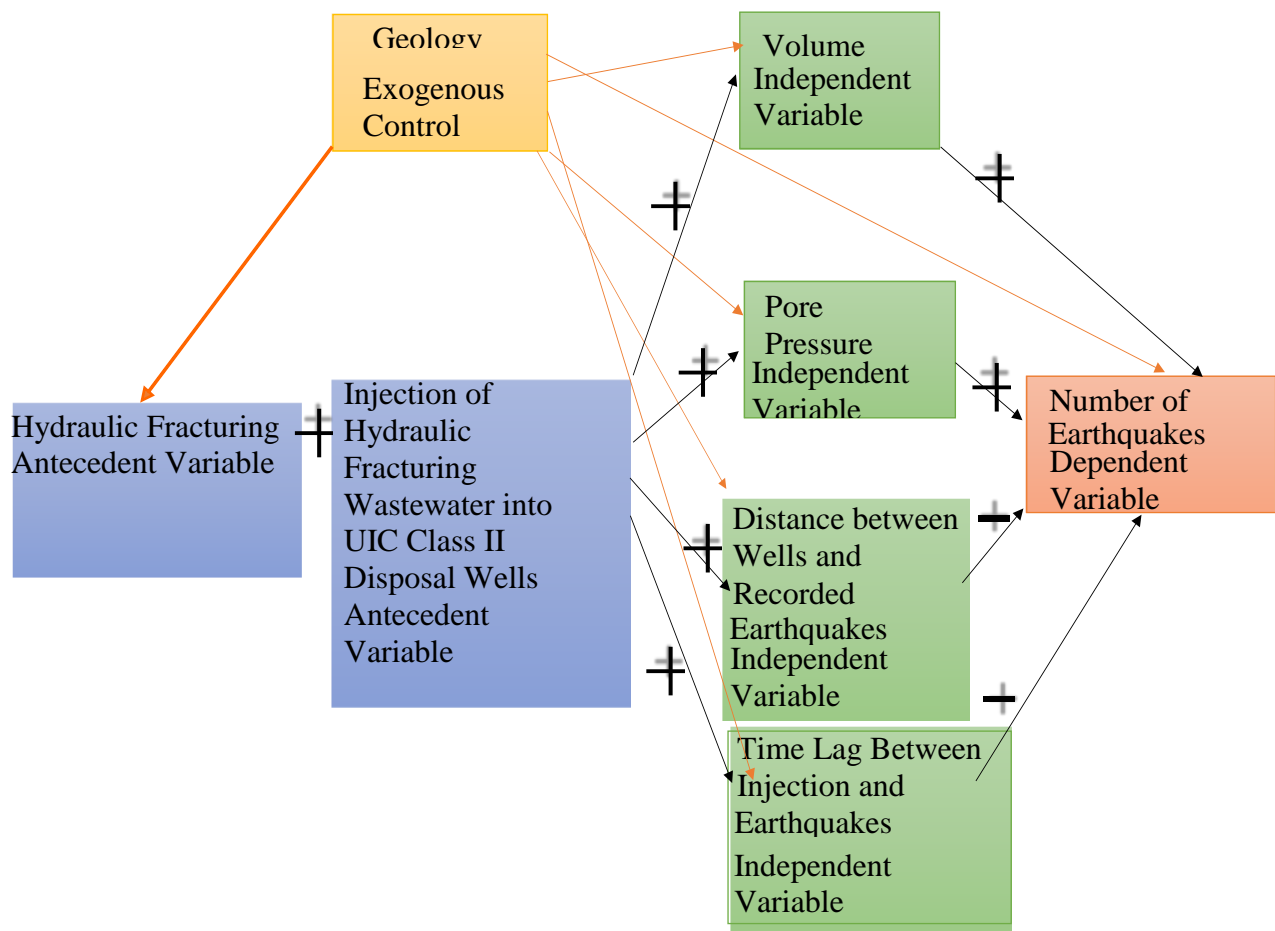 Geology
Exogenous
Control
Volume
Independent
Variable
Pore
Pressure
Independent
Variable
Hydraulic Fracturing
Antecedent Variable
Injection of
Hydraulic
Fracturing
Wastewater into
UIC Class II
Disposal Wells
Antecedent
Variable
Distance between
Wells and
Recorded
Earthquakes
Independent
Variable
Time Lag Between
Injection and
Earthquakes
Independent
Variable
Number of
Earthquakes
Dependent
Variable
+
+
+
+
+
+
+
-
-